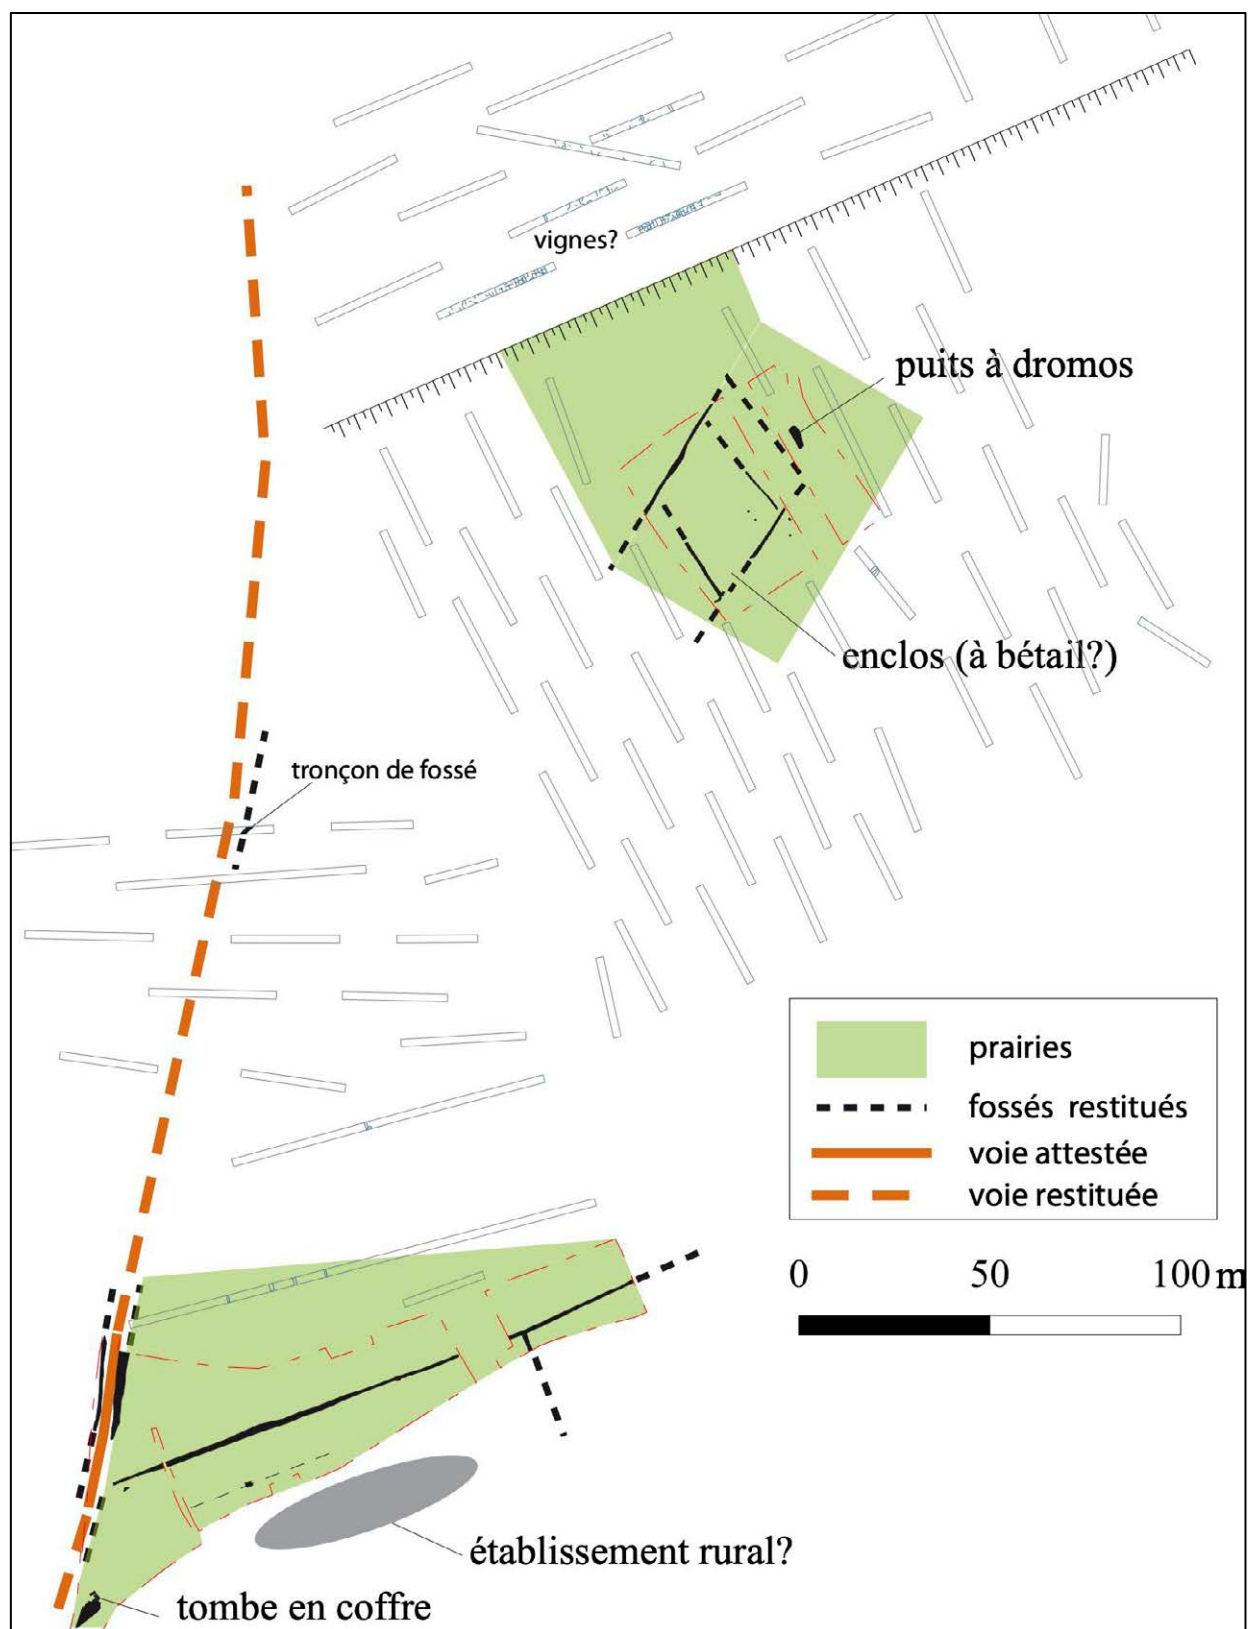 vignes?
puits à dromos
enclos (à bétail?)
tronçon de fossé
prairies
fossés restitués
voie attestée
voie restituée
0 50 100 m
établissement rural?
tombe en coffre